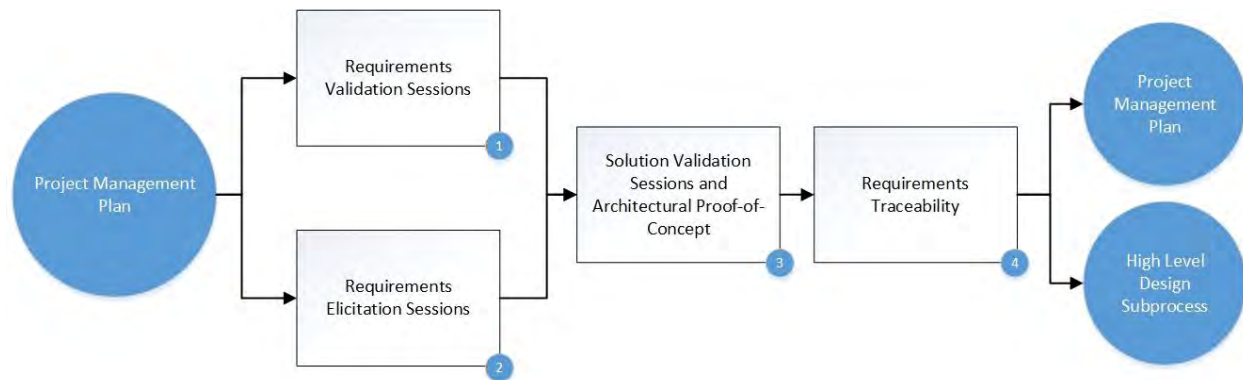 Project Management
Plan
Requirements
Validation Sessions
1
Requirements
Elicitation Sessions
2
Solution Validation
Sessions and
Architectural Proof-of-
Concept
3
Requirements
Traceability
4
Project
Management
Plan
High Level
Design
Subprocess